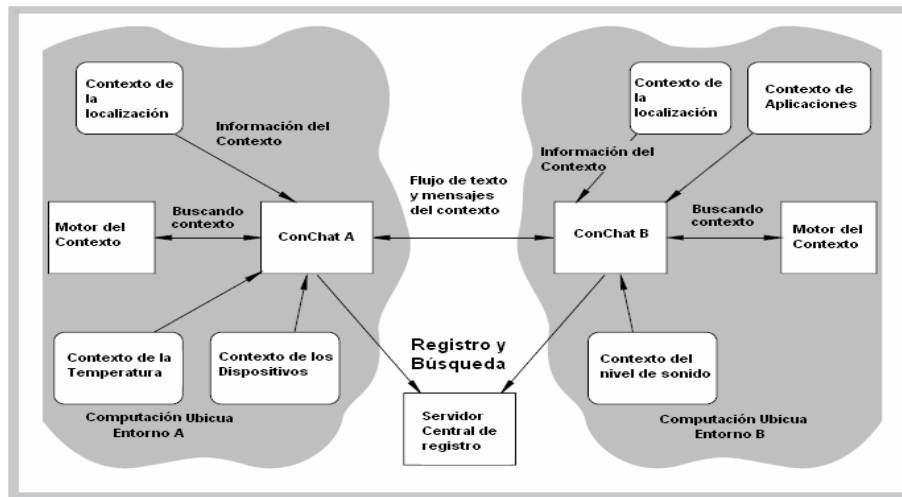 Contexto de
la
localización
Información del
Contexto
Motor del
Contexto
Buscando
contexto
ConChat A
Contexto de la
Temperatura
Contexto de los
Dispositivos
Computación Ubicua
Entorno A
Flujo de texto
y mensajes
del contexto
Registro y
Búsqueda
Servidor
Central de
registro
Contexto de
la
localización
Contexto de
Aplicaciones
Información del
Contexto
ConChat B
Buscando
contexto
Motor del
Contexto
Contexto del
nivel de sonido
Computación Ubicua
Entorno B